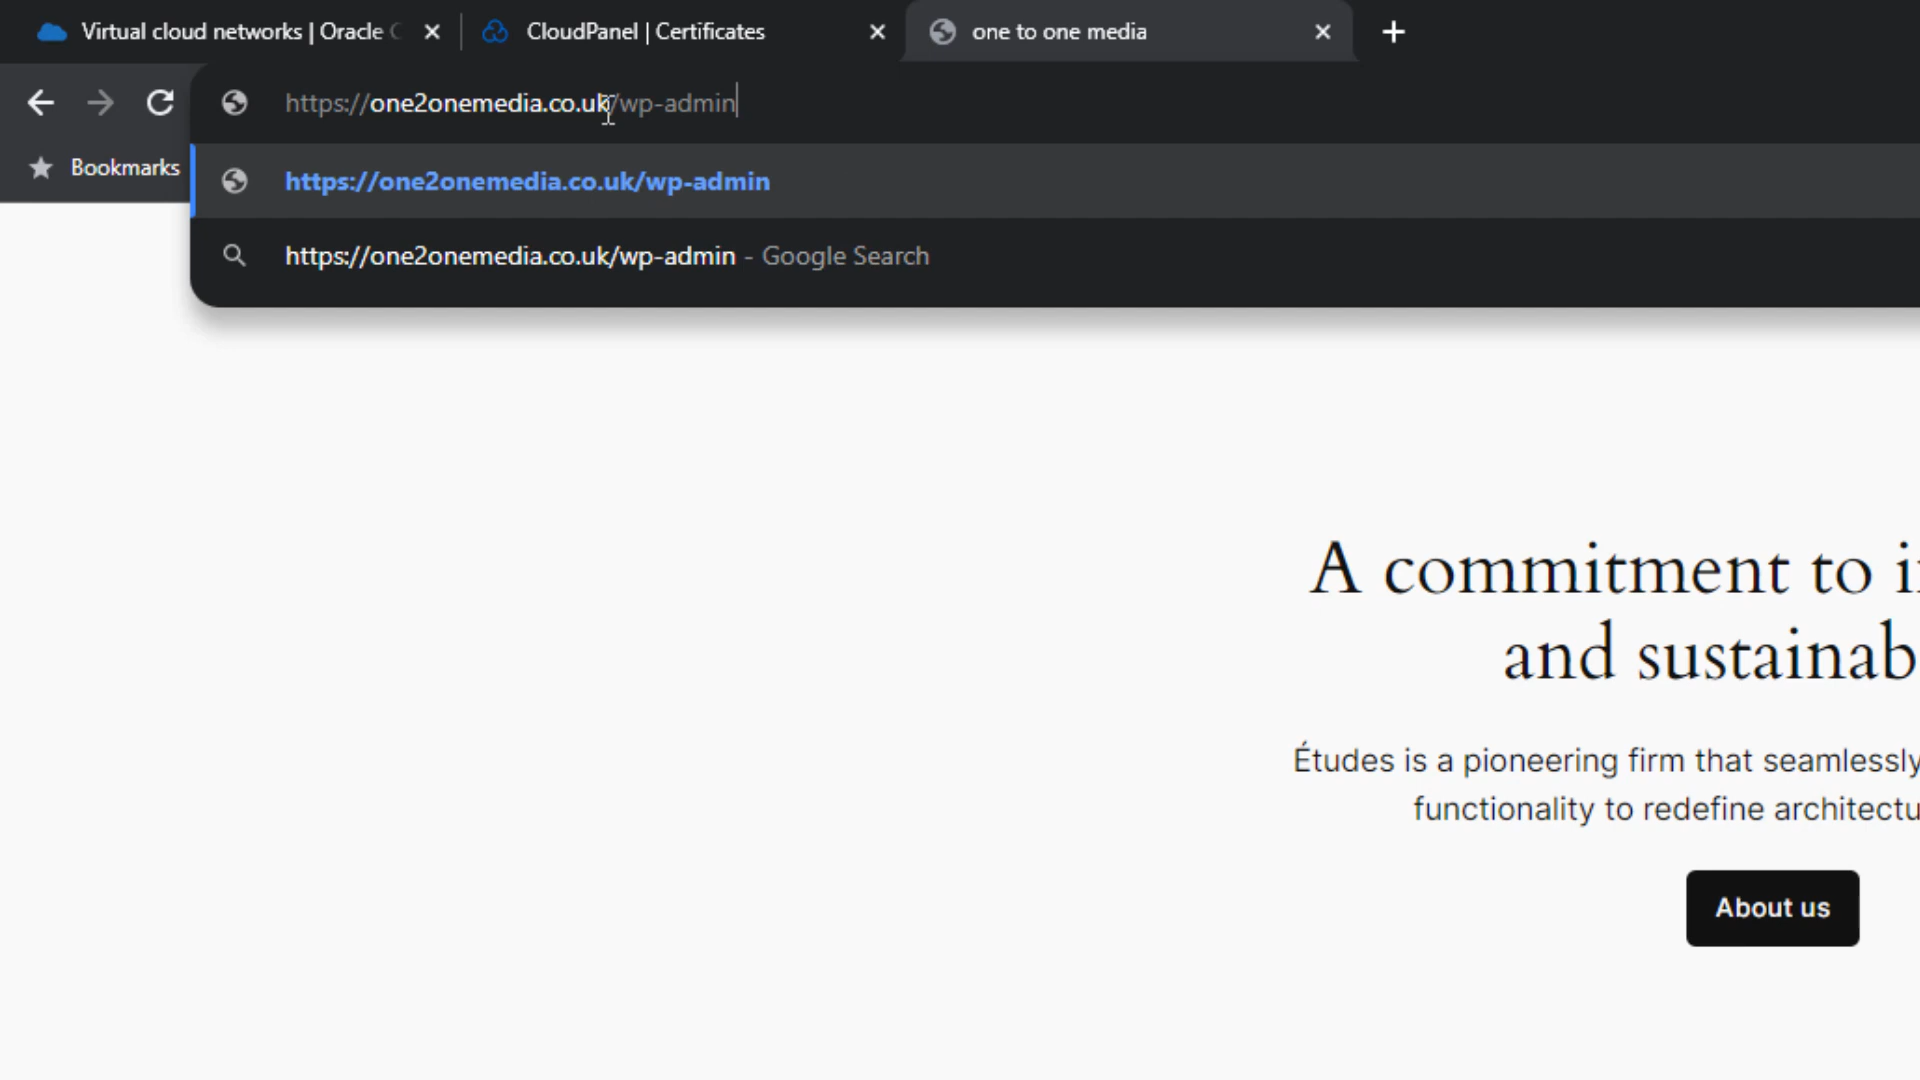 Virtual cloud networks | Oracle C
CloudPanel | Certificates
one to one media
https://one2onemedia.co.uk/wp-admin
Bookmarks
https://one2onemedia.co.uk/wp-admin
https://one2onemedia.co.uk/wp-admin - Google Search
A commitment to i
and sustainab
Études is a pioneering firm that seamlessly
functionality to redefine architectu
About us